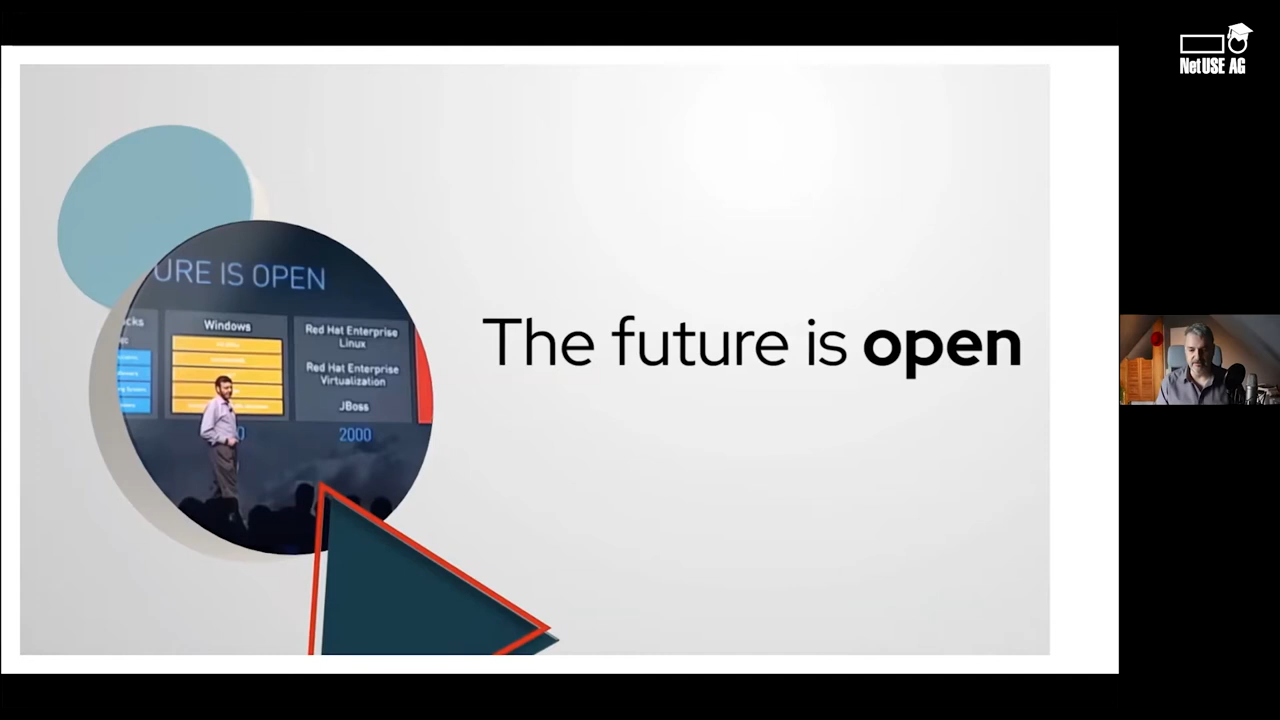 NetUSE AG
URE IS OPEN
cks
Windows
Red Hat Enterprise
Linux
Red Hat Enterprise
Virtualization
JBoss
2000
The future is open